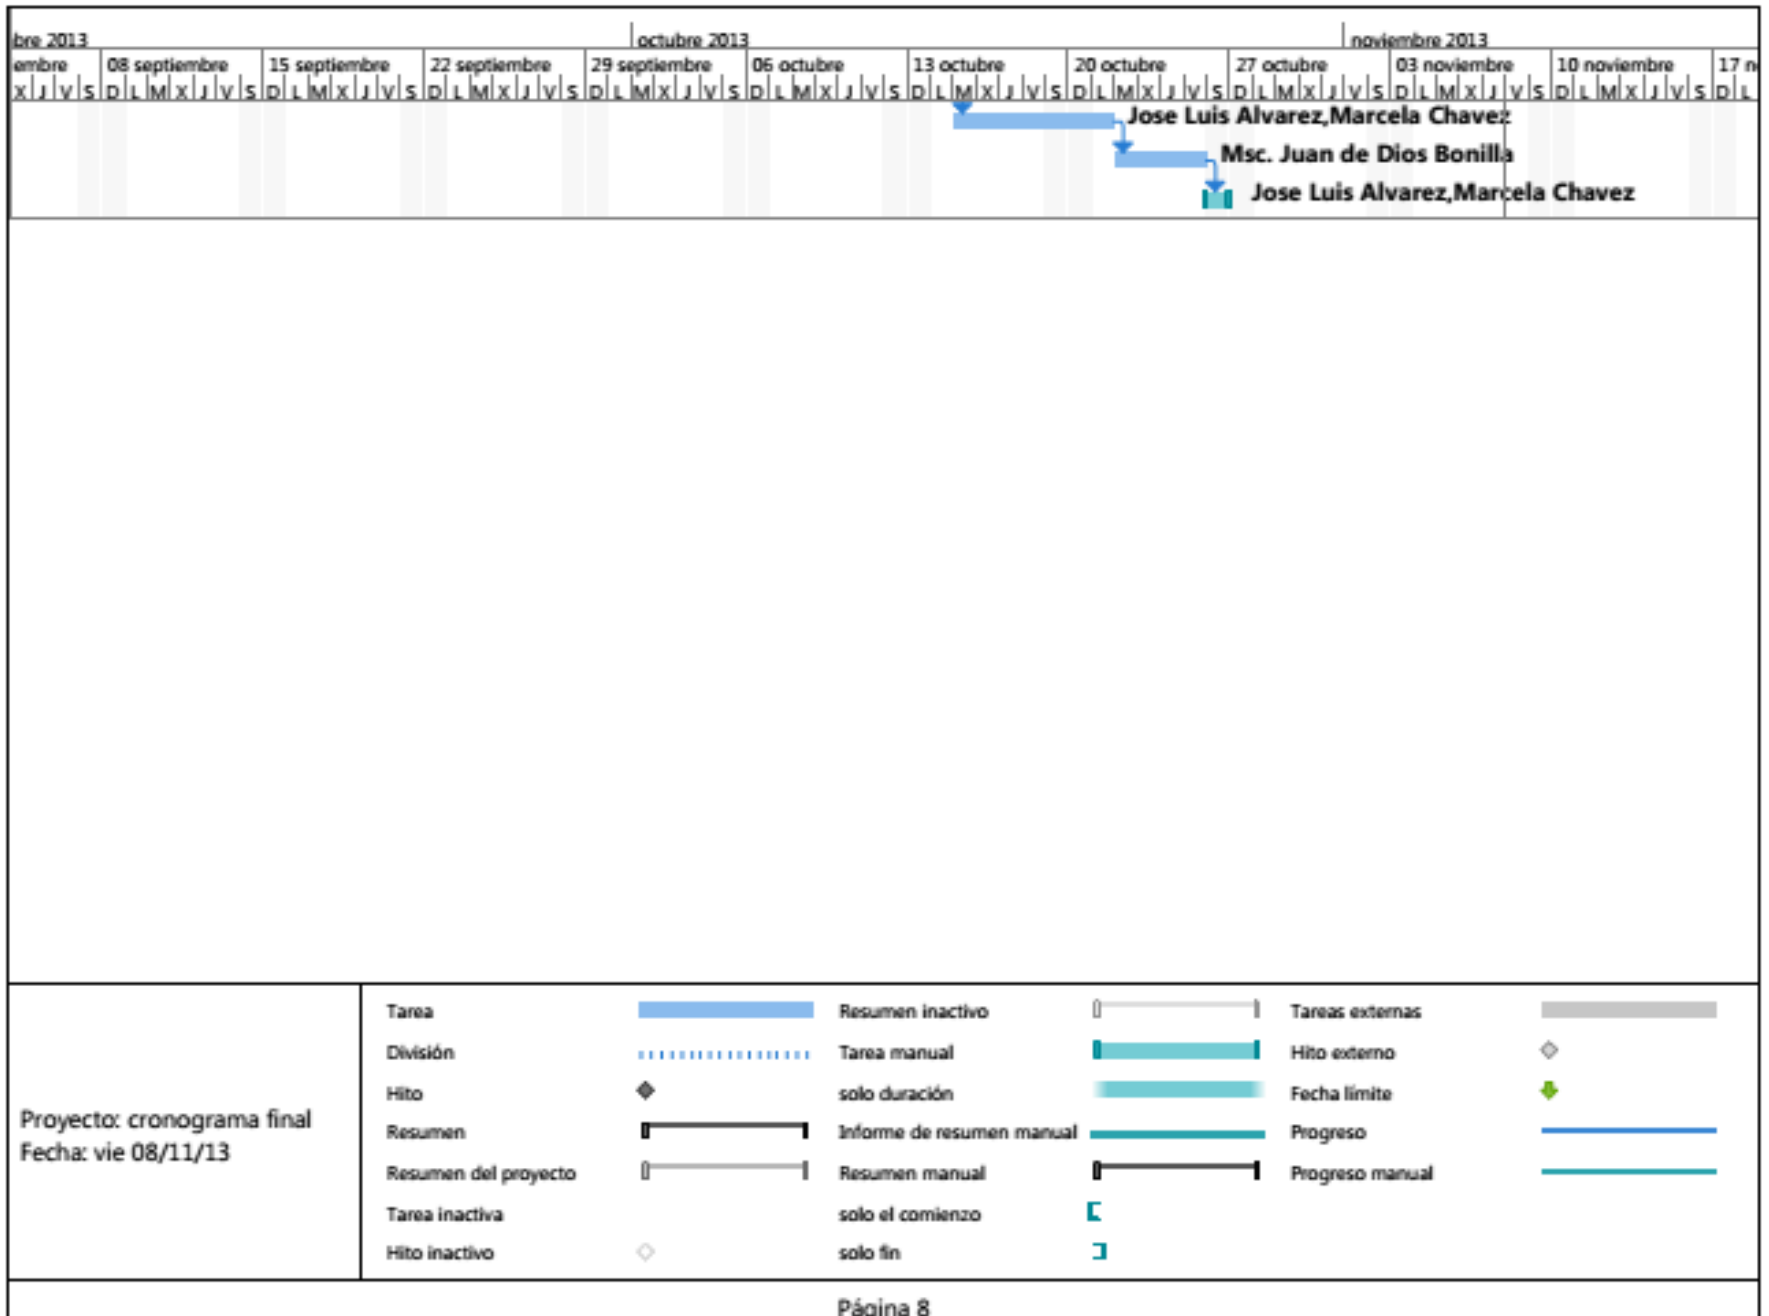 bre 2013 octubre 2013 noviembre 2013
embre 08 septiembre 15 septiembre 22 septiembre 29 septiembre 06 octubre 13 octubre 20 octubre 27 octubre 03 noviembre 10 noviembre 17 n
X J V S D L M X J V S D L M X J V S D L M X J V S D L M X J V S D L M X J V S D L M X J V S D L M X J V S D L M X J V S D L M X J V S D L M X J V S D L
Jose Luis Alvarez,Marcela Chavez
Msc. Juan de Dios Bonilla
Jose Luis Alvarez,Marcela Chavez
Proyecto: cronograma final
Fecha: vie 08/11/13
Tarea
División
Hito
Resumen
Resumen del proyecto
Tarea inactiva
Hito inactivo
Resumen inactivo
Tarea manual
solo duración
Informe de resumen manual
Resumen manual
solo el comienzo
solo fin
Tareas externas
Hito externo
Fecha límite
Progreso
Progreso manual
Página 8